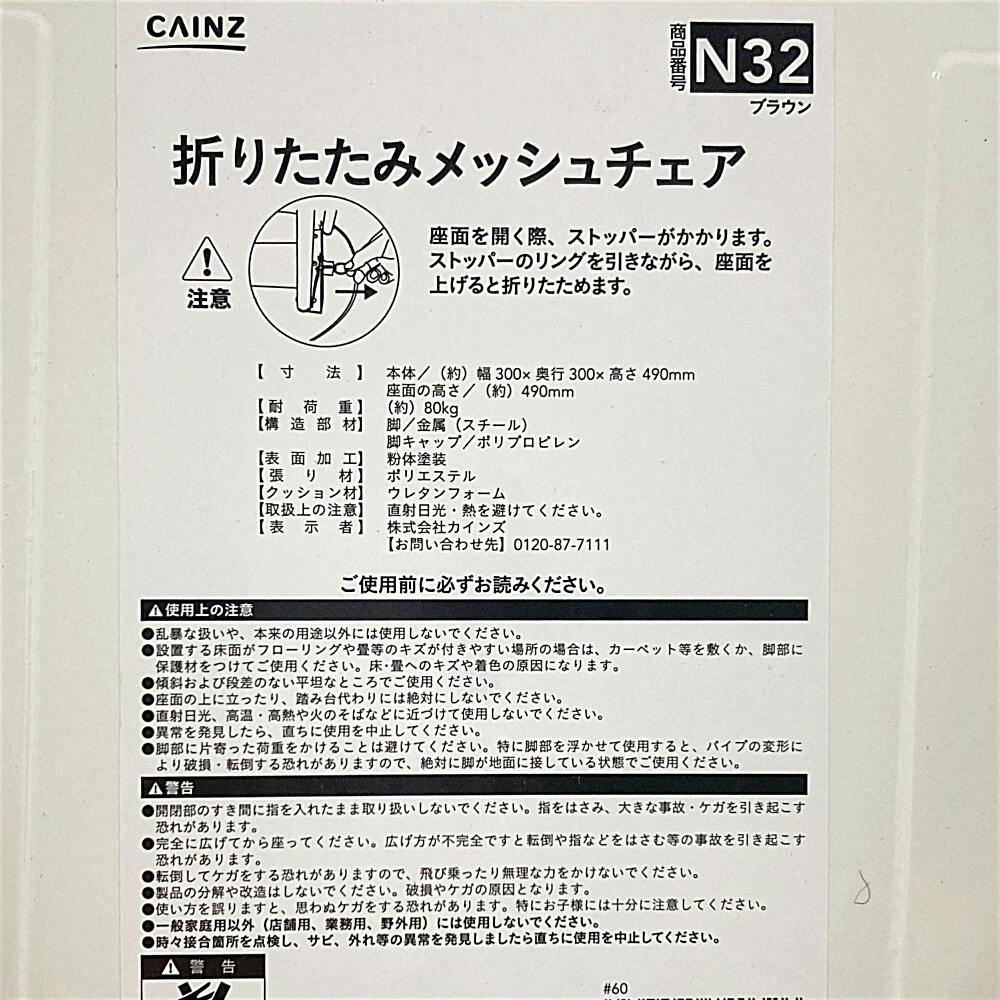 CAINZ
商品番号
N32
ブラウン
折りたたみメッシュチェア
注意
座面を開く際、ストッパーがかかります。
ストッパーのリングを引きながら、座面を
上げると折りたためます。
【寸法】 本体／（約）幅300×奥行300×高さ490mm
座面の高さ／（約）490mm
【耐荷重】 （約）80kg
【構造部材】 脚／金属（スチール）
脚キャップ／ポリプロピレン
【表面加工】 粉体塗装
【張り材】 ポリエステル
【クッション材】 ウレタンフォーム
【取扱上の注意】 直射日光・熱を避けてください。
【表示者】 株式会社カインズ
【お問い合わせ先】0120-87-7111
ご使用前に必ずお読みください。
使用上の注意
●乱暴な扱いや、本来の用途以外には使用しないでください。
●設置する床面がフローリングや畳等のキズが付きやすい場所の場合は、カーペット等を敷くか、脚部に
保護材をつけてご使用ください。床・畳へのキズや着色の原因になります。
●傾斜および段差のない平坦なところでご使用ください。
●座面の上に立ったり、踏み台代わりには絶対にしないでください。
●直射日光、高温・高熱や火のそばなどに近づけて使用しないでください。
●異常を発見したら、直ちに使用を中止してください。
●脚部に片寄った荷重をかけることは避けてください。特に脚部を浮かせて使用すると、パイプの変形に
より破損・転倒する恐れがありますので、絶対に脚が地面に接している状態でご使用ください。
警告
●開閉部のすき間に指を入れたまま取り扱いしないでください。指をはさみ、大きな事故・ケガを引き起こす
恐れがあります。
●完全に広げてから座ってください。広げ方が不完全ですと転倒や指などをはさむ等の事故を引き起こす
恐れがあります。
●転倒してケガをする恐れがありますので、飛び乗ったり無理な力をかけないでください。
●製品の分解や改造はしないでください。破損やケガの原因となります。
●使い方を誤りますと、思わぬケガをする恐れがあります。特にお子様には十分に注意してください。
●一般家庭用以外（店舗用、業務用、野外用）には使用しないでください。
●時々接合箇所を点検し、サビ、外れ等の異常を発見しましたら直ちに使用を中止してください。
警告
#60